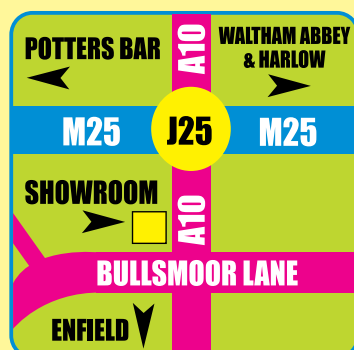 POTTERS BAR
A10
WALTHAM ABBEY
& HARLOW
M25
J25
M25
SHOWROOM
A10
BULLSMOOR LANE
ENFIELD